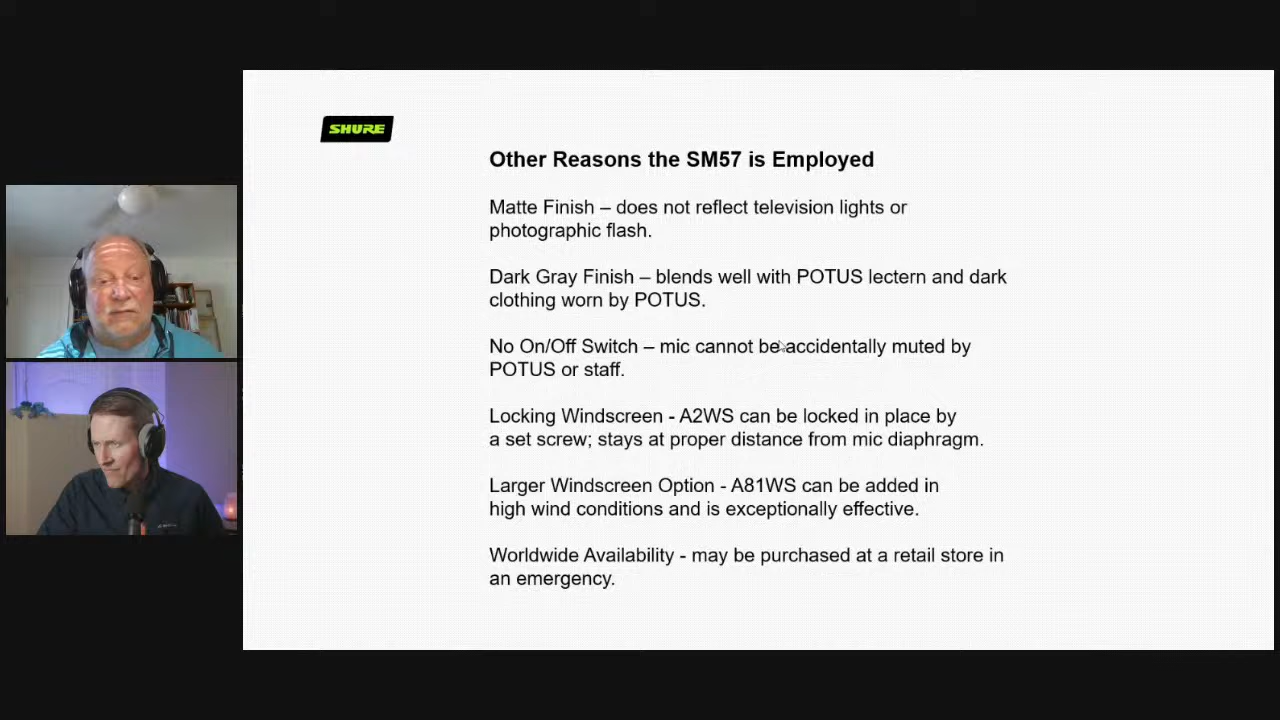 SHURE
Other Reasons the SM57 is Employed
Matte Finish – does not reflect television lights or
photographic flash.
Dark Gray Finish – blends well with POTUS lectern and dark
clothing worn by POTUS.
No On/Off Switch – mic cannot be accidentally muted by
POTUS or staff.
Locking Windscreen - A2WS can be locked in place by
a set screw; stays at proper distance from mic diaphragm.
Larger Windscreen Option - A81WS can be added in
high wind conditions and is exceptionally effective.
Worldwide Availability - may be purchased at a retail store in
an emergency.